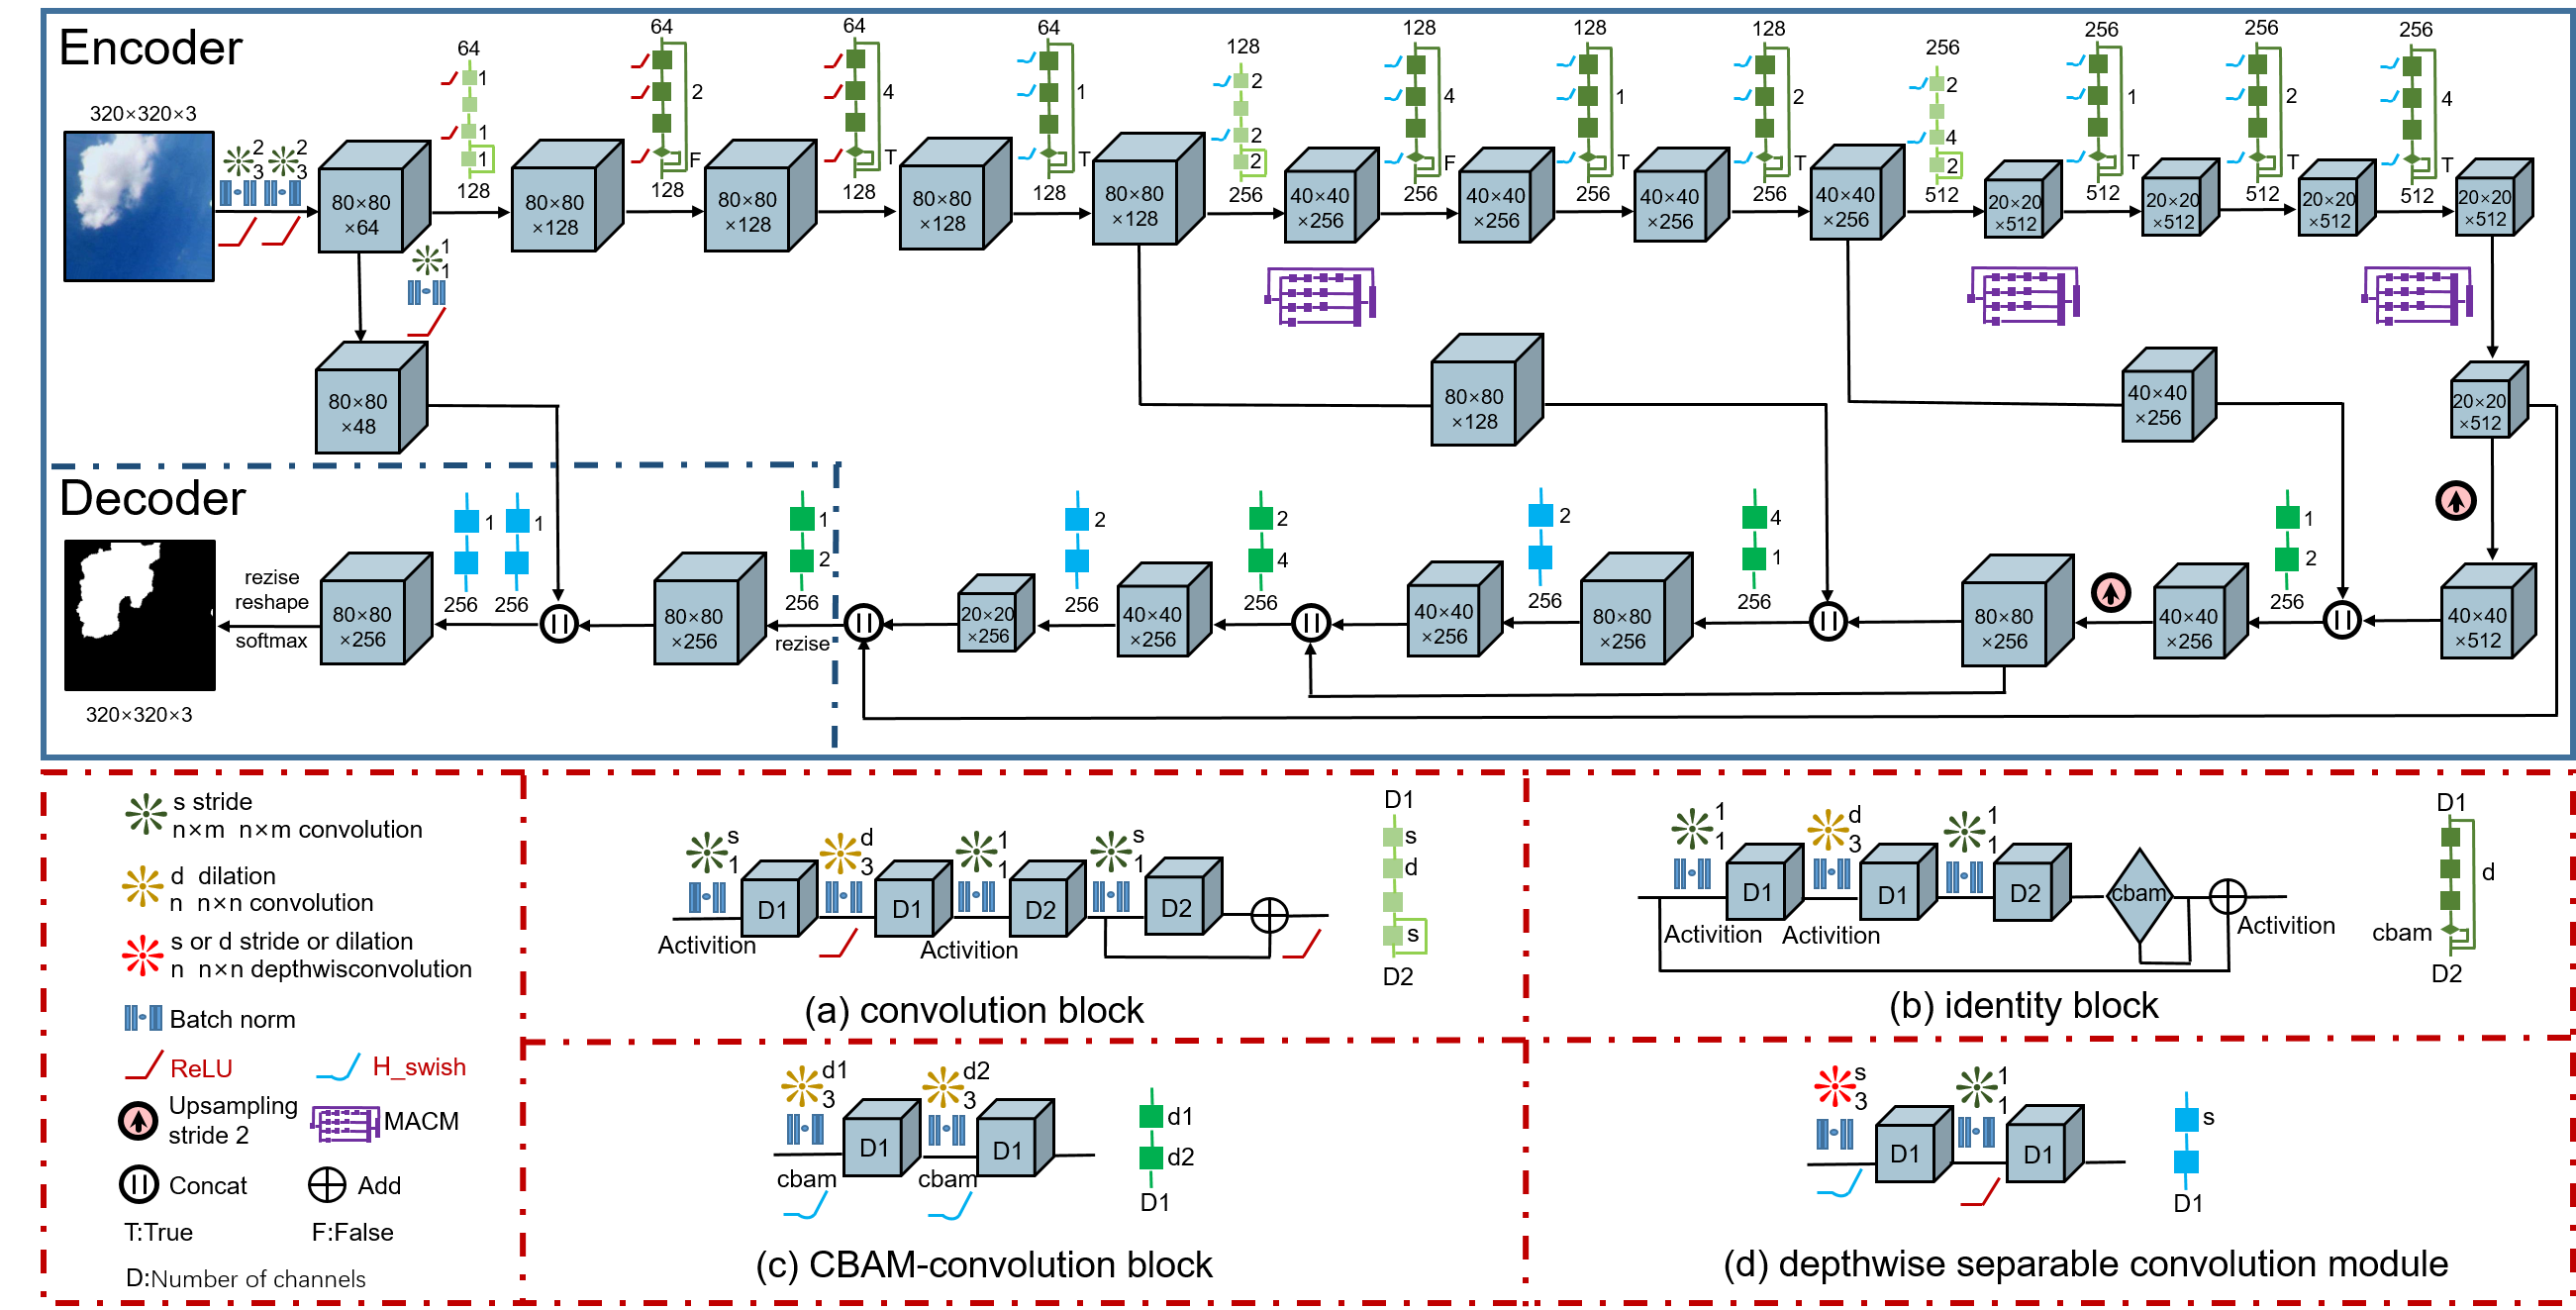 Encoder
320×320×3
2
3
2
3
80×80
×64
64
1
1
1
128
80×80
×128
64
2
F
128
80×80
×128
64
4
T
128
80×80
×128
64
1
T
128
80×80
×128
128
2
2
2
256
40×40
×256
128
4
F
256
40×40
×256
128
1
T
256
40×40
×256
128
2
T
256
40×40
×256
256
2
4
2
512
20×20
×512
256
1
T
512
20×20
×512
256
2
T
512
20×20
×512
256
4
T
512
20×20
×512
1
1
80×80
×48
80×80
×128
40×40
×256
20×20
×512
Decoder
320×320×3
rezise
reshape
softmax
80×80
×256
1
256
1
256
80×80
×256
1
2
256
rezise
20×20
×256
2
256
40×40
×256
2
4
256
40×40
×256
2
256
80×80
×256
4
1
256
80×80
×256
40×40
×256
1
2
256
40×40
×512
s stride
n×m n×m convolution
d dilation
n n×n convolution
s or d stride or dilation
n n×n depthwisconvolution
Batch norm
ReLU
H_swish
Upsampling
stride 2
MACM
Concat
Add
T:True
F:False
D:Number of channels
s
1
Activition
D1
d
3
D1
1
1
Activition
D2
s
1
D2
D1
s
d
s
D2
(a) convolution block
1
1
Activition
D1
d
3
Activition
D1
1
1
D2
cbam
Activition
D1
d
cbam
D2
(b) identity block
d1
3
cbam
D1
d2
3
cbam
D1
d1
d2
D1
(c) CBAM-convolution block
s
3
D1
1
1
D1
s
D1
(d) depthwise separable convolution module